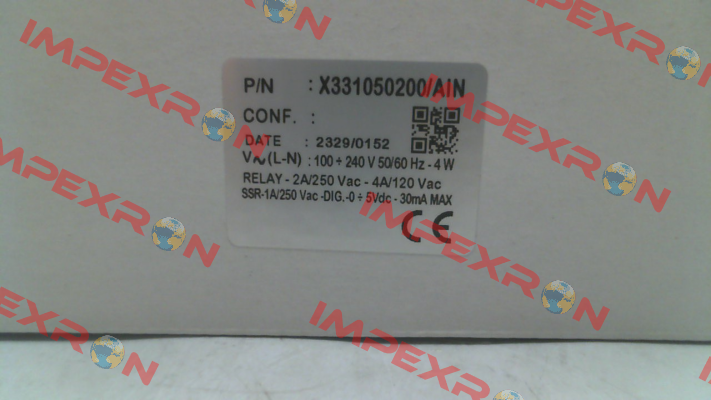 P/N : X331050200/AIN
CONF. :
DATE : 2329/0152
V~(L-N) : 100 ÷ 240 V 50/60 Hz - 4 W
RELAY - 2A/250 Vac - 4A/120 Vac
SSR-1A/250 Vac -DIG.-0 ÷ 5Vdc - 30mA MAX
CE
IMPEXRON
IMPEXRON
IMPEXRON
IMPEXRON
IMPEXRON
IMPEXRON